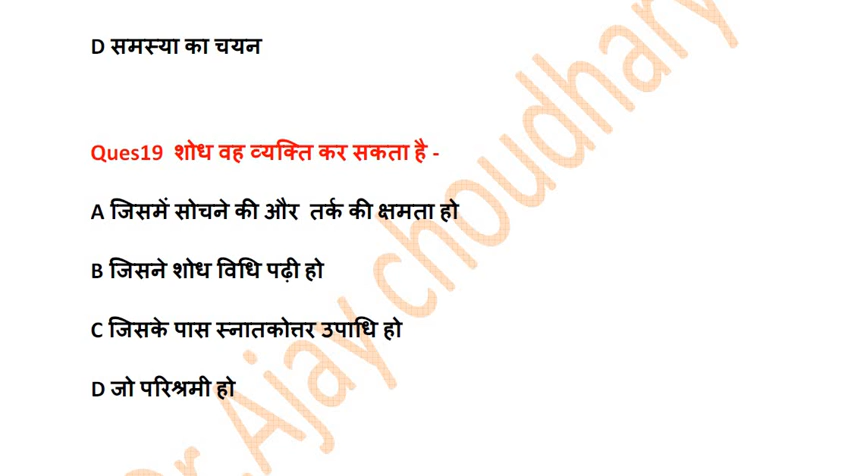 D समस्या का चयन
Ques19 शोध वह व्यक्ति कर सकता है -
A जिसमें सोचने की और तर्क की क्षमता हो
B जिसने शोध विधि पढ़ी हो
C जिसके पास स्नातकोत्तर उपाधि हो
D जो परिश्रमी हो
Dr Ajay choudhary